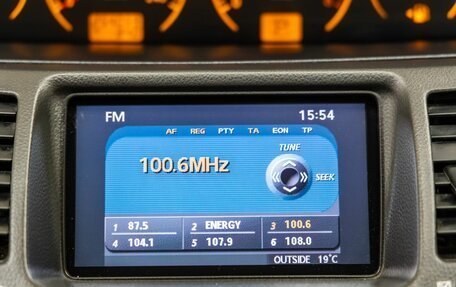 FM 15:54
AF REG PTY TA EON TP
TUNE
100.6MHz
SEEK
1 87.5 2 ENERGY 3 100.6
4 104.1 5 107.9 6 108.0
OUTSIDE 19°C